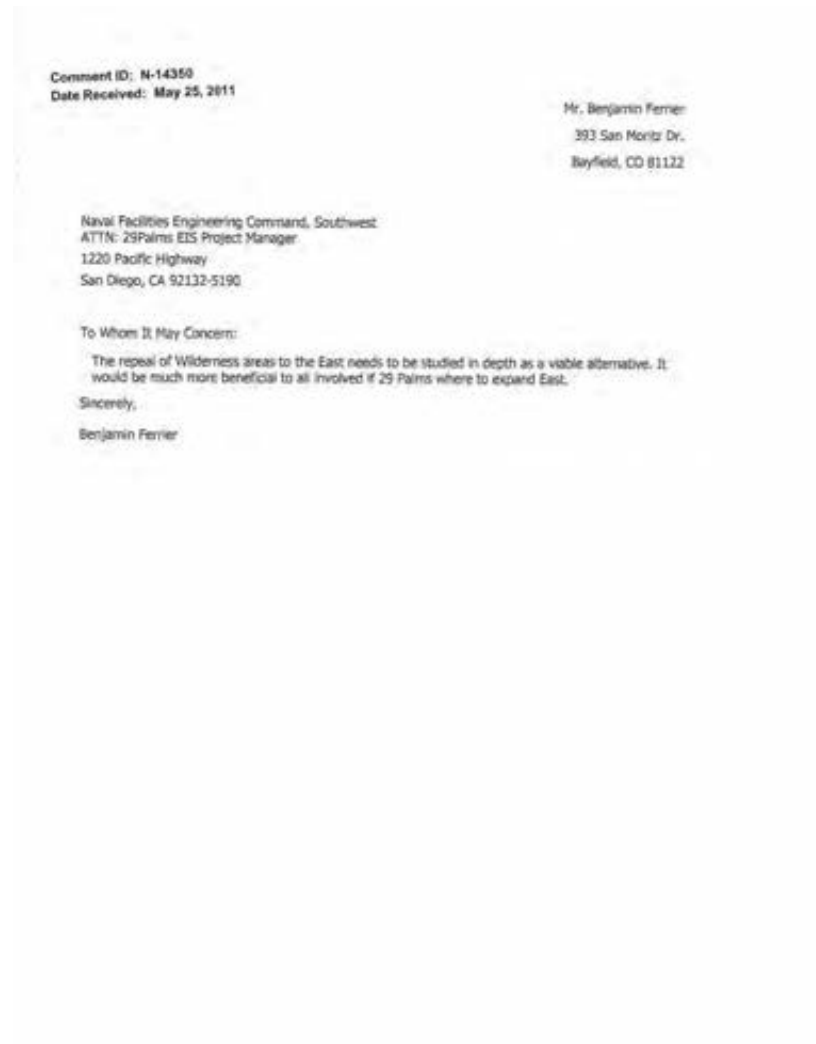 Comment ID: N-14350
Date Received: May 25, 2011
Mr. Benjamin Ferrier
393 San Moritz Dr.
Bayfield, CO 81122
Naval Facilities Engineering Command, Southwest
ATTN: 29Palms EIS Project Manager
1220 Pacific Highway
San Diego, CA 92132-5190
To Whom It May Concern:
The repeal of Wilderness areas to the East needs to be studied in depth as a viable alternative. It
would be much more beneficial to all involved if 29 Palms where to expand East.
Sincerely,
Benjamin Ferrier